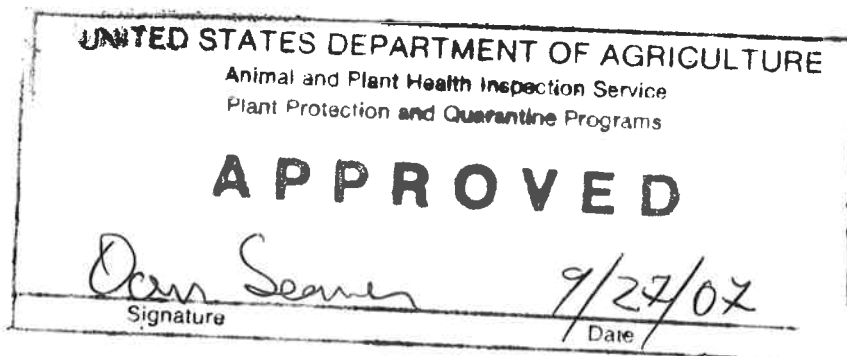 UNITED STATES DEPARTMENT OF AGRICULTURE
Animal and Plant Health Inspection Service
Plant Protection and Quarantine Programs
APPROVED
Dan 9/27/07
Signature Date